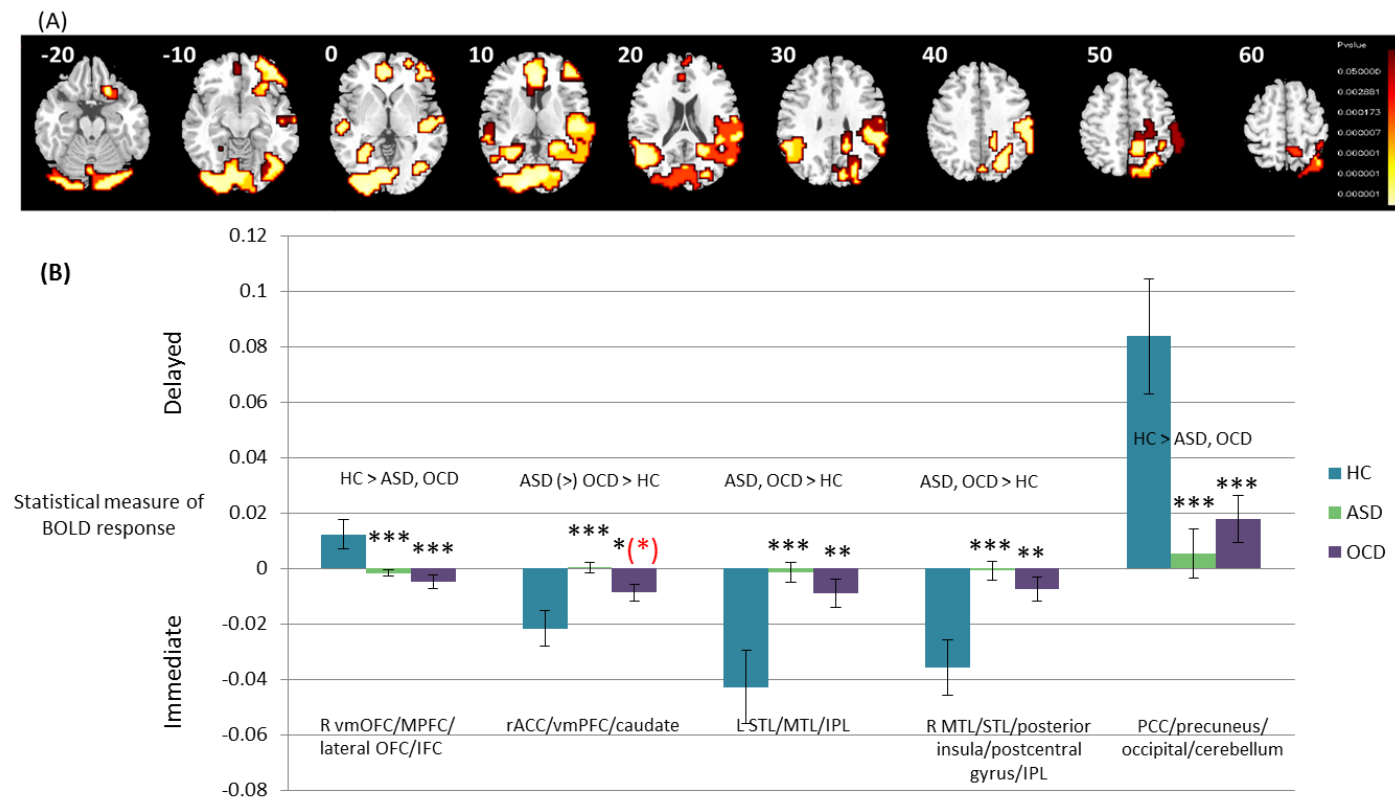 (A)
-20 -10 0 10 20 30 40 50 60
Pvalue
0.050000
0.002881
0.000173
0.000007
0.000001
0.000001
0.000001
(B)
0.12
0.1
0.08
0.06
0.04
0.02
0
-0.02
-0.04
-0.06
-0.08
Delayed
Statistical measure of
BOLD response
Immediate
HC > ASD, OCD
ASD (>) OCD > HC
ASD, OCD > HC
ASD, OCD > HC
HC > ASD, OCD
*** ***
*** *(*)
*** **
*** **
*** ***
R vmOFC/MPFC/
lateral OFC/IFC
rACC/vmPFC/caudate
L STL/MTL/IPL
R MTL/STL/posterior
insula/postcentral
gyrus/IPL
PCC/precuneus/
occipital/cerebellum
HC
ASD
OCD